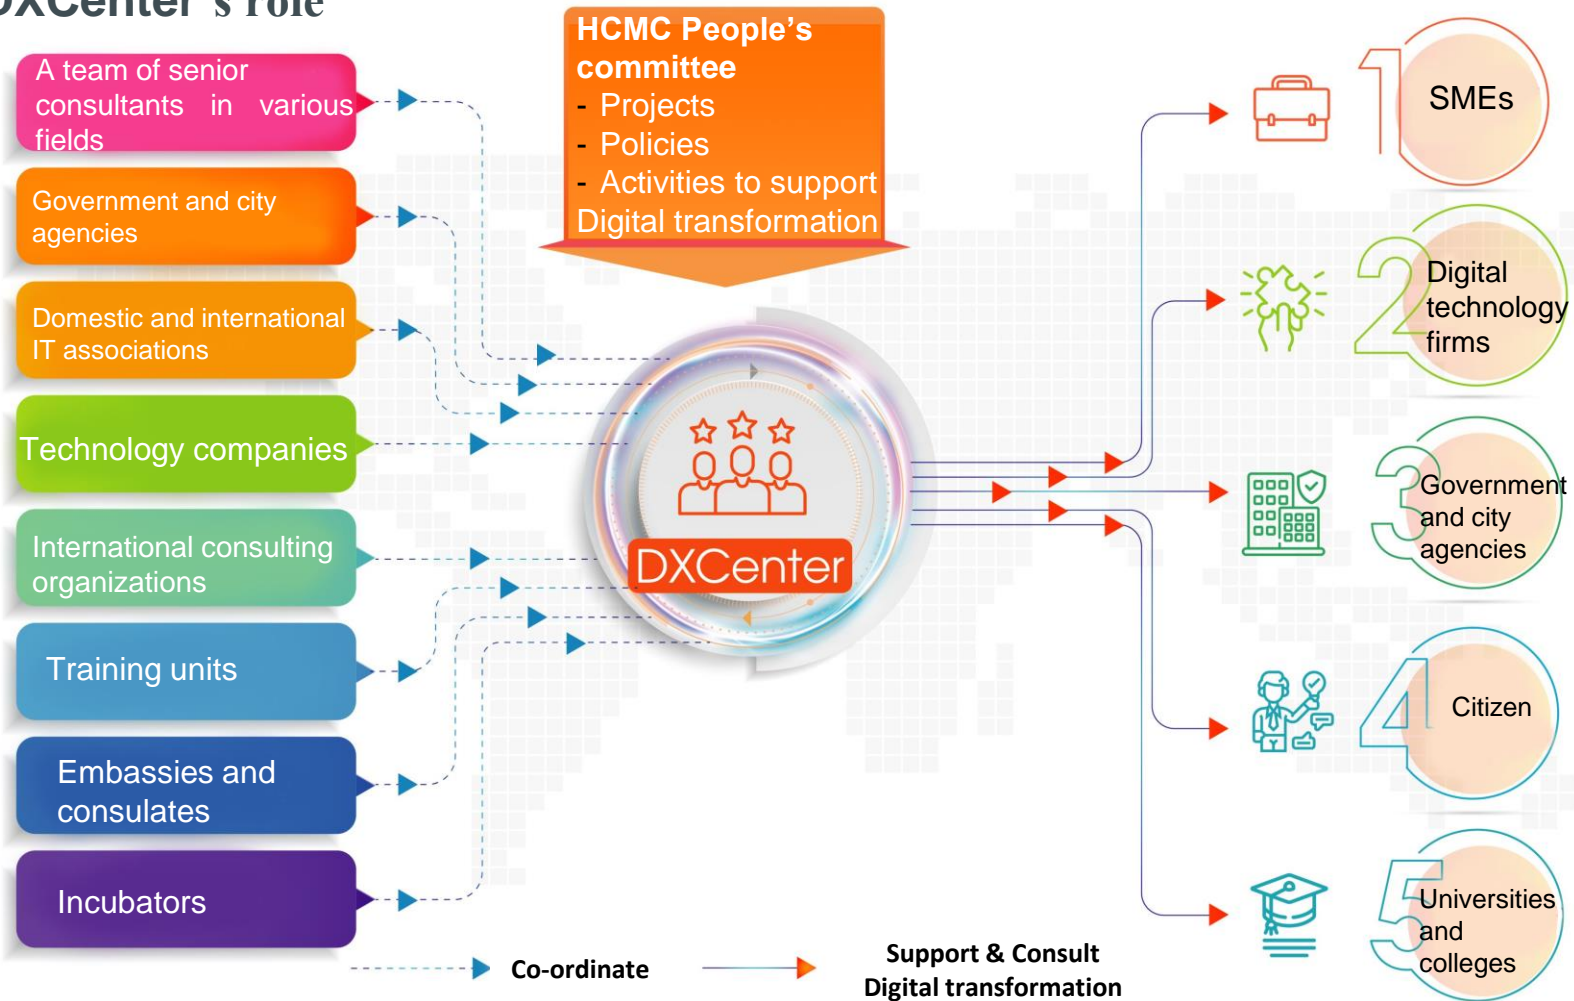 DXCenter's role
A team of senior
consultants in various
fields
Government and city
agencies
Domestic and international
IT associations
Technology companies
International consulting
organizations
Training units
Embassies and
consulates
Incubators
HCMC People's
committee
- Projects
- Policies
- Activities to support
Digital transformation
DXCenter
1
SMEs
2
Digital
technology
firms
3
Government
and city
agencies
4
Citizen
5
Universities
and
colleges
Co-ordinate
Support & Consult
Digital transformation